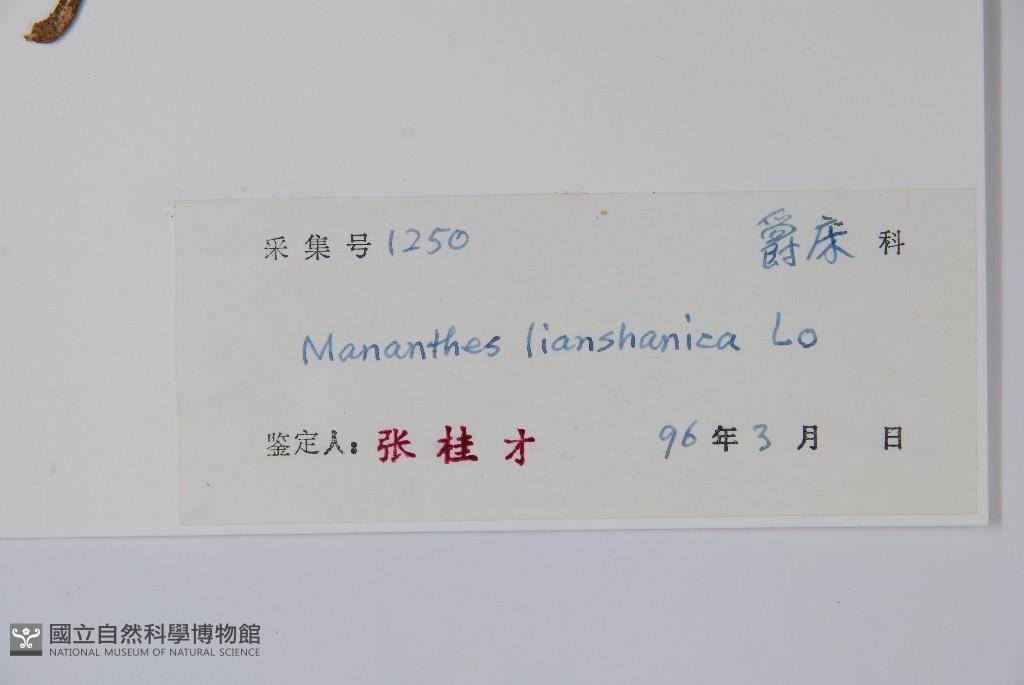 采集号 1250 爵床 科
Mananthes lianshanica Lo
鉴定人: 张桂才 96 年 3 月 日
國立自然科學博物館
NATIONAL MUSEUM OF NATURAL SCIENCE